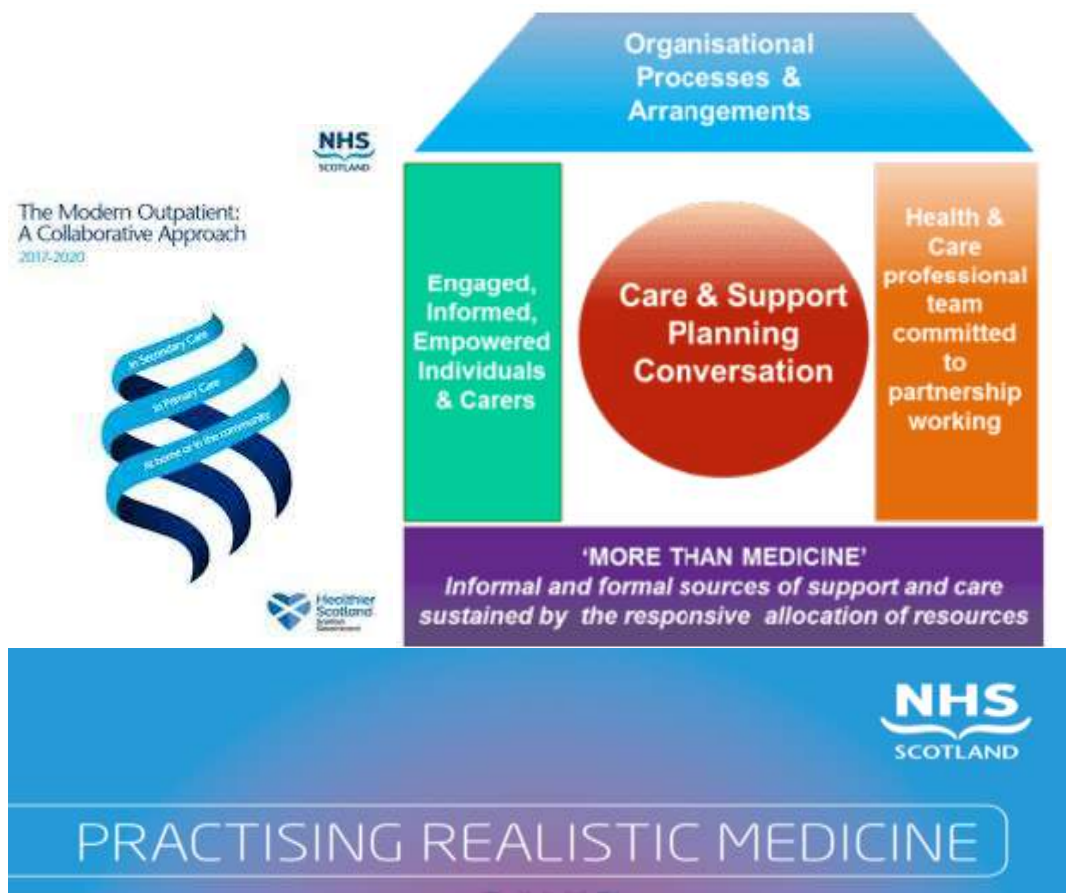 NHS
SCOTLAND
The Modern Outpatient:
A Collaborative Approach
2017-2020
In Secondary Care
In Primary Care
At home or in the community
Healthier
Scotland
Scottish
Government
Organisational
Processes &
Arrangements
Engaged,
Informed,
Empowered
Individuals
& Carers
Care & Support
Planning
Conversation
Health &
Care
professional
team
committed
to
partnership
working
‘MORE THAN MEDICINE’
Informal and formal sources of support and care
sustained by the responsive allocation of resources
NHS
SCOTLAND
PRACTISING REALISTIC MEDICINE